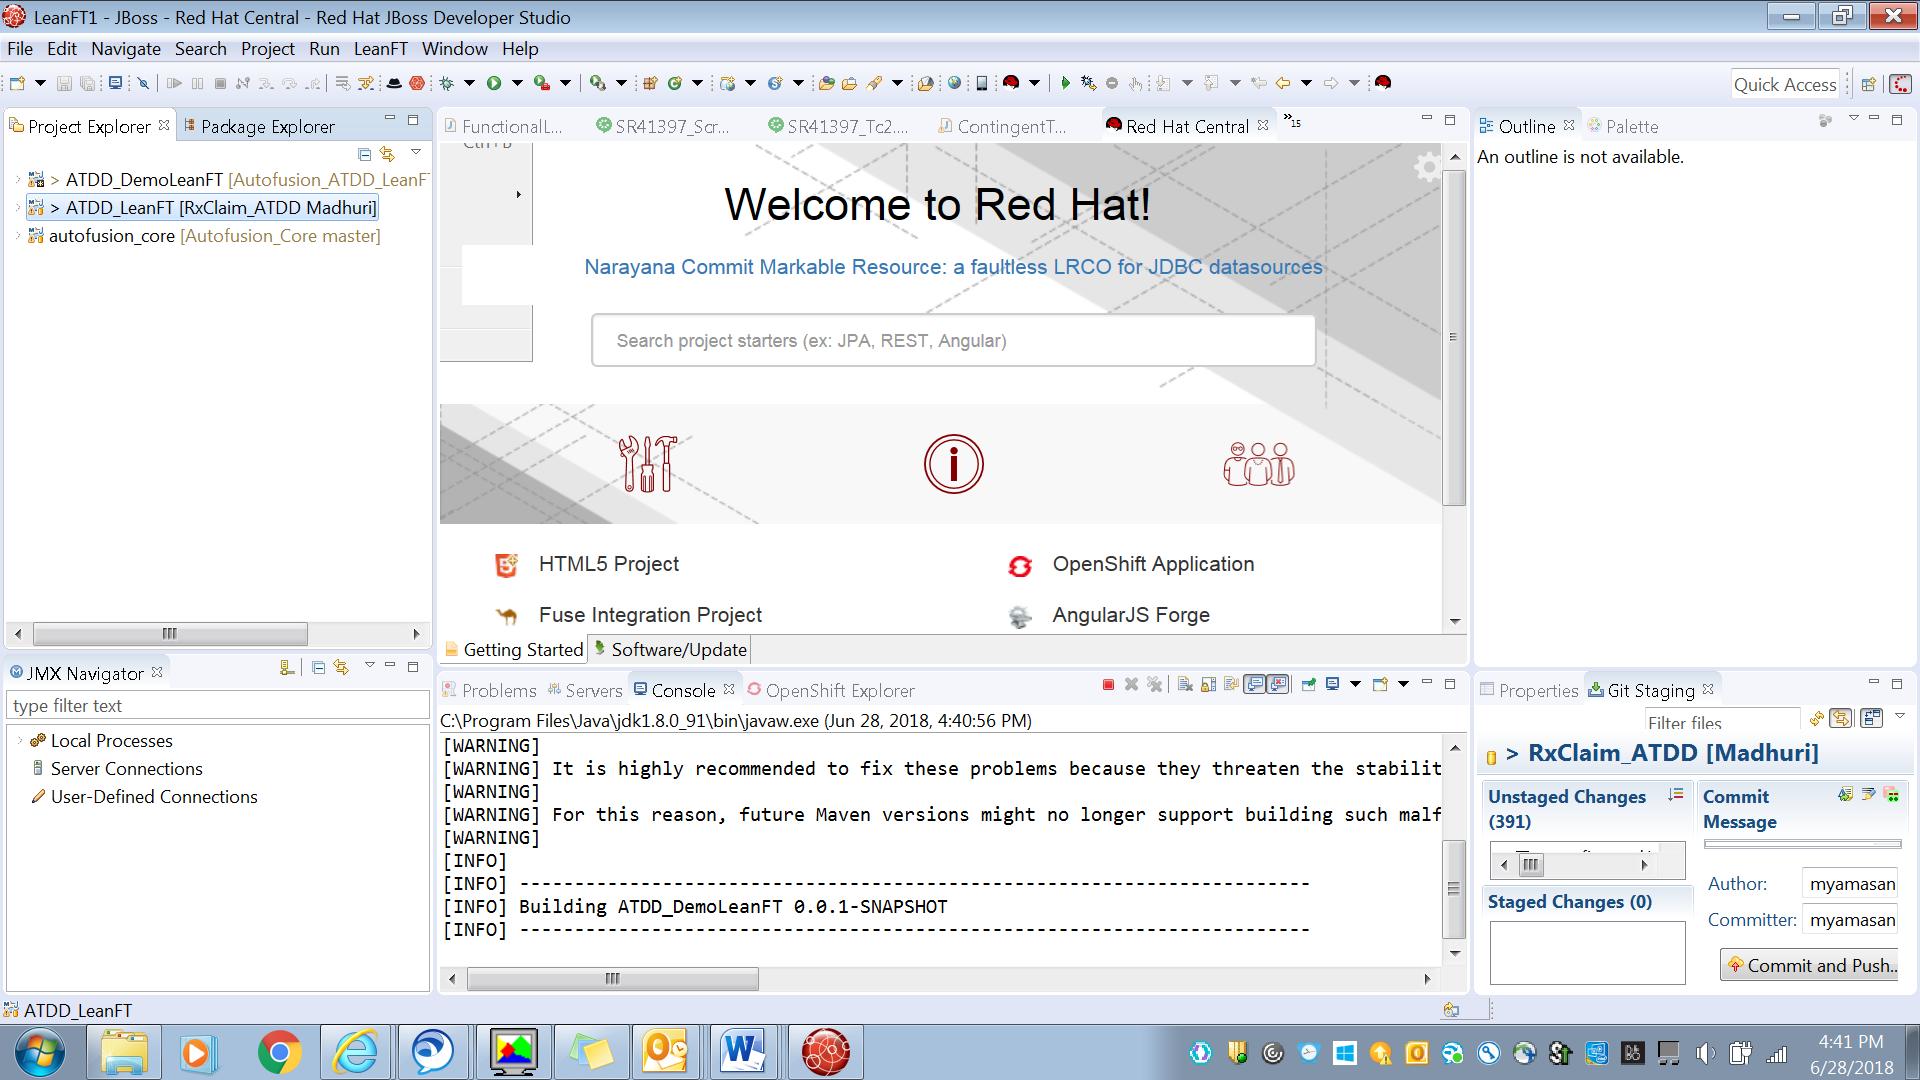 LeanFT1 - JBoss - Red Hat Central - Red Hat JBoss Developer Studio
File Edit Navigate Search Project Run LeanFT Window Help
Quick Access
Project Explorer
Package Explorer
> ATDD_DemoLeanFT [Autofusion_ATDD_LeanF
> ATDD_LeanFT [RxClaim_ATDD Madhuri]
autofusion_core [Autofusion_Core master]
FunctionalL...
SR41397_Scr...
SR41397_Tc2....
ContingentT...
Red Hat Central
»15
Ctrl+B
Welcome to Red Hat!
Narayana Commit Markable Resource: a faultless LRCO for JDBC datasources
Search project starters (ex: JPA, REST, Angular)
HTML5 Project
OpenShift Application
Fuse Integration Project
AngularJS Forge
Getting Started
Software/Update
Outline
Palette
An outline is not available.
JMX Navigator
type filter text
Local Processes
Server Connections
User-Defined Connections
Problems
Servers
Console
OpenShift Explorer
C:\Program Files\Java\jdk1.8.0_91\bin\javaw.exe (Jun 28, 2018, 4:40:56 PM)
[WARNING]
[WARNING] It is highly recommended to fix these problems because they threaten the stabilit
[WARNING]
[WARNING] For this reason, future Maven versions might no longer support building such malf
[WARNING]
[INFO]
[INFO] ------------------------------------------------------------------------
[INFO] Building ATDD_DemoLeanFT 0.0.1-SNAPSHOT
[INFO] ------------------------------------------------------------------------
Properties
Git Staging
Filter files
> RxClaim_ATDD [Madhuri]
Unstaged Changes
(391)
Staged Changes (0)
Commit
Message
Author: myamasan
Committer: myamasan
Commit and Push..
ATDD_LeanFT
4:41 PM
6/28/2018